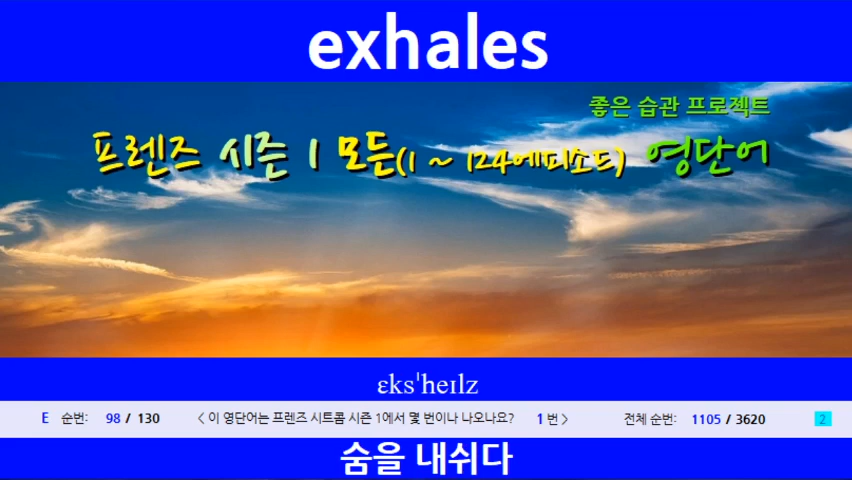 exhales
좋은 습관 프로젝트
프렌즈 시즌 1 모든(1 ~ 124에피소드) 영단어
ɛks'heɪlz
E 순번: 98 / 130 < 이 영단어는 프렌즈 시트콤 시즌 1에서 몇 번이나 나오나요? 1 번 > 전체 순번: 1105 / 3620 2
숨을 내쉬다